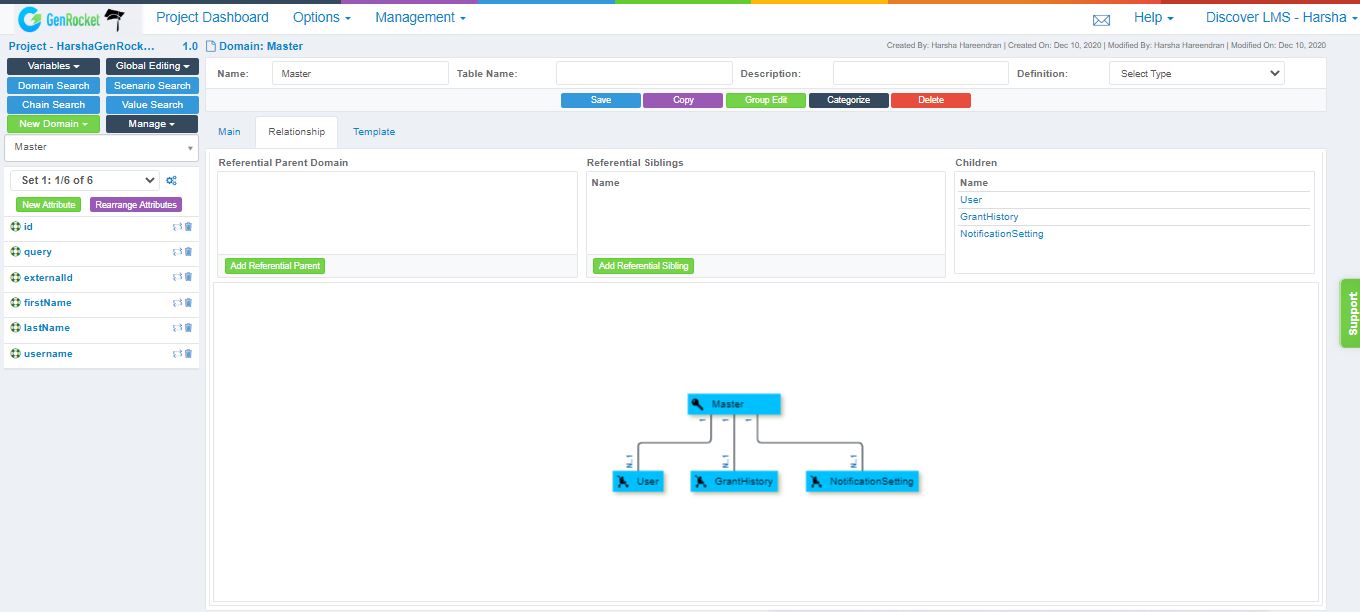 GenRocket Project Dashboard Options Management Help Discover LMS - Harsha
Project - HarshaGenRock... 1.0 Domain: Master Created By: Harsha Hareendran | Created On: Dec 10, 2020 | Modified By: Harsha Hareendran | Modified On: Dec 10, 2020
Variables Global Editing
Domain Search Scenario Search
Chain Search Value Search
New Domain Manage
Master
Set 1: 1/6 of 6
New Attribute Rearrange Attributes
id
query
externalId
firstName
lastName
username
Name: Master Table Name: Description: Definition: Select Type
Save Copy Group Edit Categorize Delete
Main Relationship Template
Referential Parent Domain Referential Siblings Children
Name Name
User
GrantHistory
NotificationSetting
Add Referential Parent Add Referential Sibling
Master
1 1 1
N..1 N..1 N..1
User GrantHistory NotificationSetting
Support